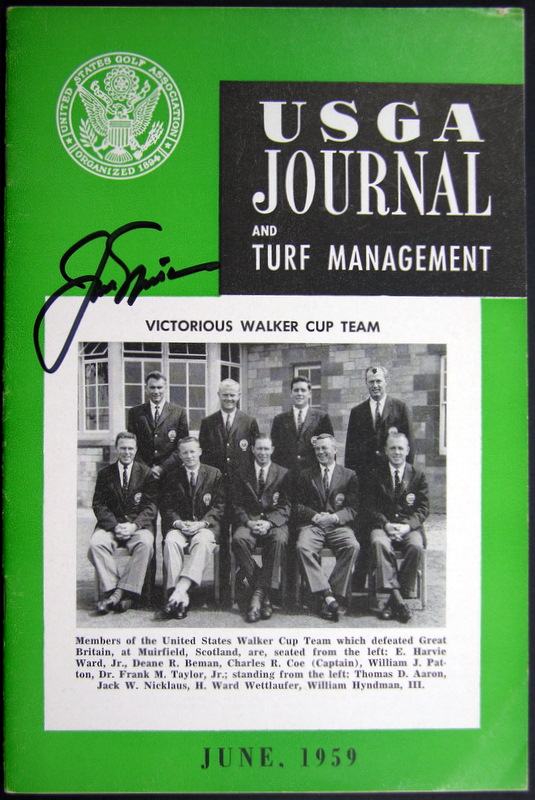 UNITED STATES GOLF ASSOCIATION
ORGANIZED 1894
USGA
JOURNAL
AND
TURF MANAGEMENT
VICTORIOUS WALKER CUP TEAM
Members of the United States Walker Cup Team which defeated Great
Britain, at Muirfield, Scotland, are, seated from the left: E. Harvie
Ward, Jr., Deane R. Beman, Charles R. Coe (Captain), William J. Pat-
ton, Dr. Frank M. Taylor, Jr.; standing from the left: Thomas D. Aaron,
Jack W. Nicklaus, H. Ward Wettlaufer, William Hyndman, III.
JUNE, 1959